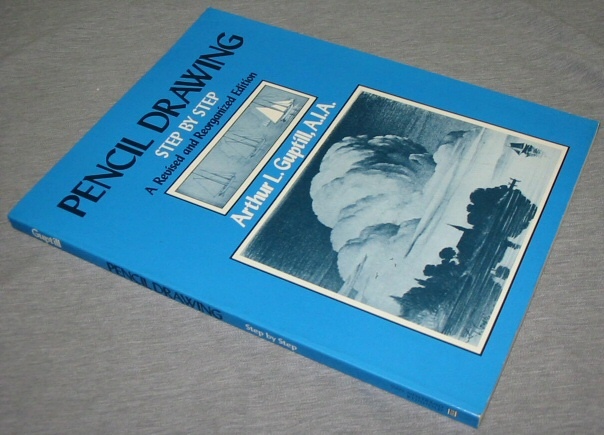 PENCIL DRAWING
STEP BY STEP
A Revised and Reorganized Edition
Arthur L. Guptill, A.I.A.
Guptill
PENCIL DRAWING
Step by Step